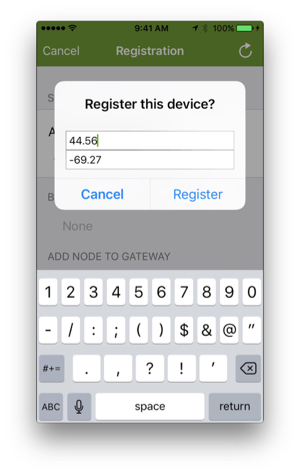 9:41 AM 100%
Cancel Registration
S
Register this device?
A
44.56
-69.27
Cancel Register
B
None
ADD NODE TO GATEWAY
1 2 3 4 5 6 7 8 9 0
- / : ; ( ) $ & @ "
#+= . , ? ! '
ABC space return